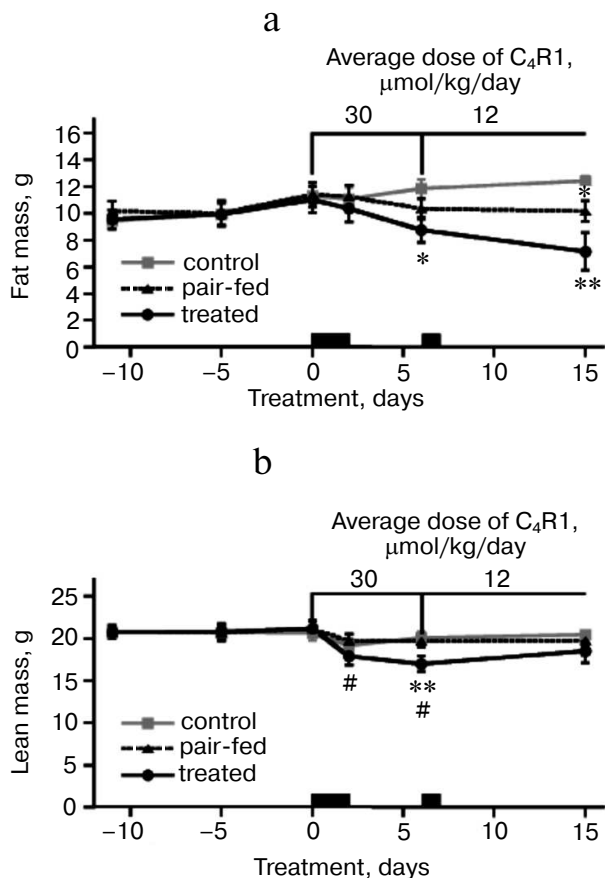 a
Average dose of C₄R1,
μmol/kg/day
30 12
16
14
12
10
8
6
4
2
0
Fat mass, g
control
pair-fed
treated
*
*
**
−10 −5 0 5 10 15
Treatment, days
b
Average dose of C₄R1,
μmol/kg/day
30 12
25
20
15
10
5
0
Lean mass, g
#
**
#
control
pair-fed
treated
−10 −5 0 5 10 15
Treatment, days